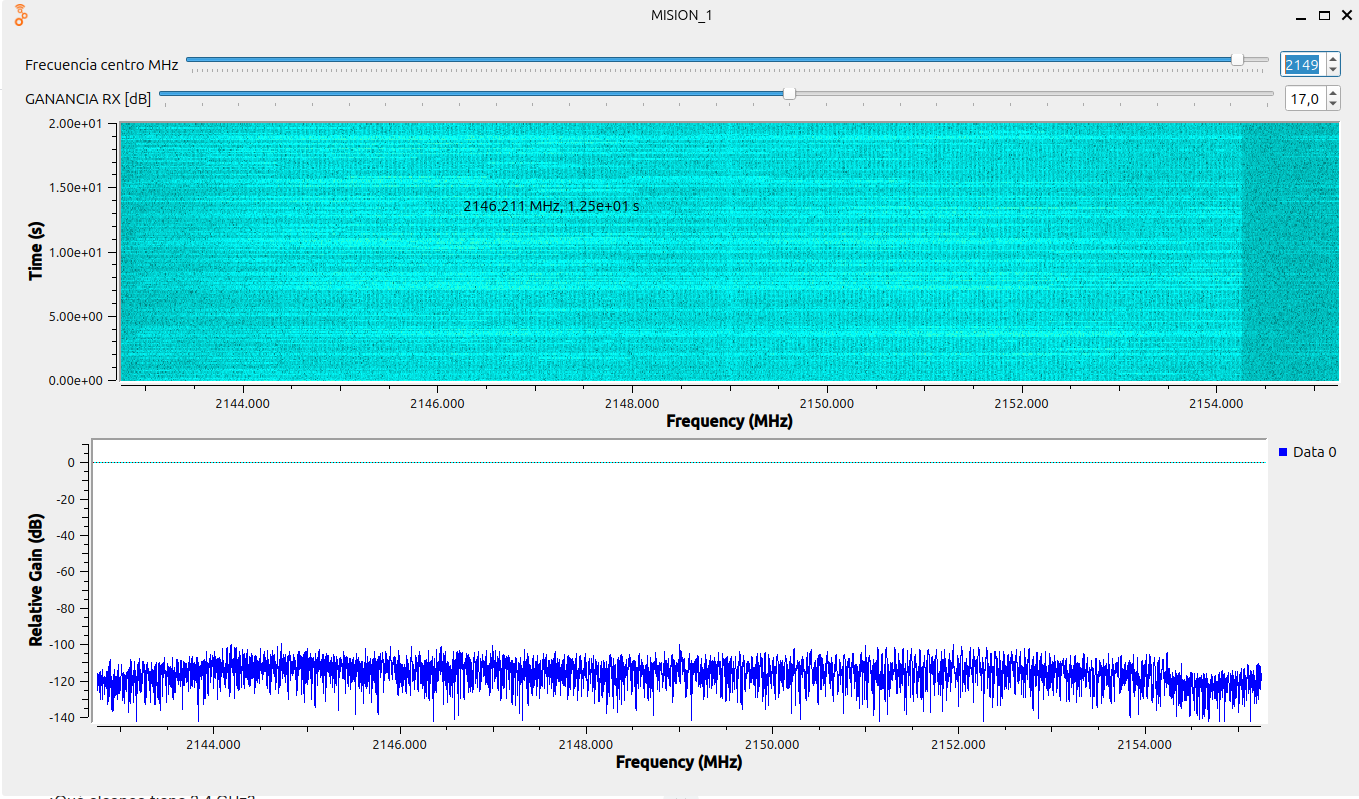 MISION_1
Frecuencia centro MHz 2149
GANANCIA RX [dB] 17,0
2.00e+01
1.50e+01
2146.211 MHz, 1.25e+01 s
Time (s)
1.00e+01
5.00e+00
0.00e+00
2144.000 2146.000 2148.000 2150.000 2152.000 2154.000
Frequency (MHz)
0
Data 0
-20
-40
-60
Relative Gain (dB)
-80
-100
-120
-140
2144.000 2146.000 2148.000 2150.000 2152.000 2154.000
Frequency (MHz)